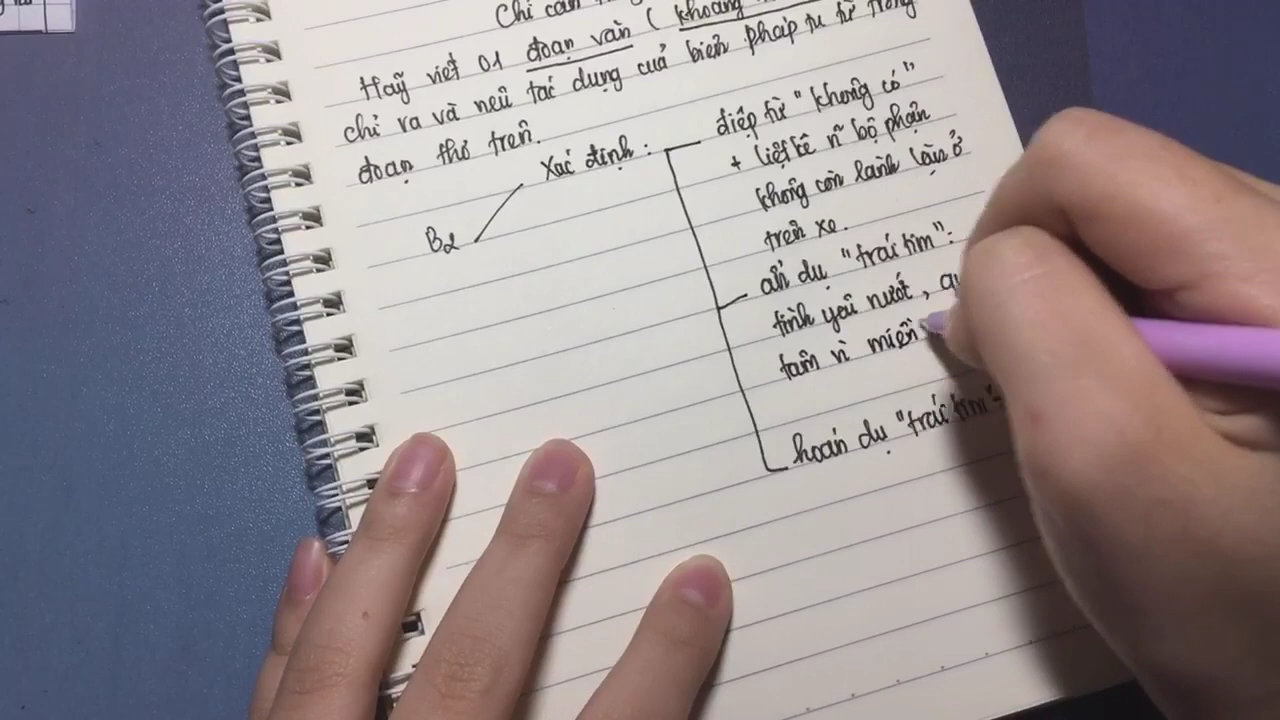 Chỉ cần
Hãy viết 01 đoạn văn ( khoảng
chỉ ra và nêu tác dụng của biện pháp tu từ trong
đoạn thơ trên.
Xác định :
B2
điệp từ "không có"
+ liệt kê n~ bộ phận
không còn lành lặn ở
trên xe.
ẩn dụ "trái tim":
tình yêu nước,
tâm vì miền
hoán dụ "trái tim"